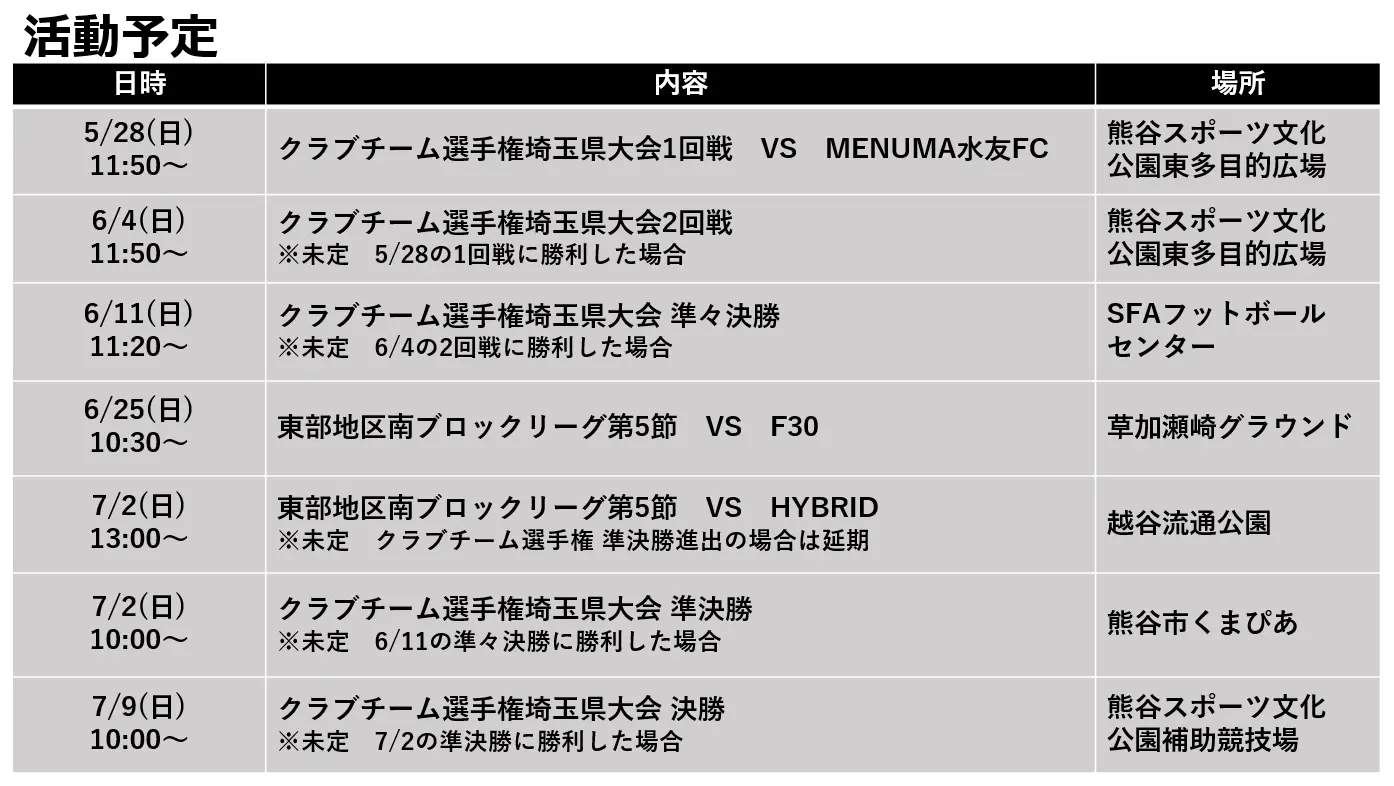 活動予定
日時 内容 場所
5/28(日)
11:50～
クラブチーム選手権埼玉県大会1回戦　VS　MENUMA水友FC
熊谷スポーツ文化
公園東多目的広場
6/4(日)
11:50～
クラブチーム選手権埼玉県大会2回戦
※未定　5/28の1回戦に勝利した場合
熊谷スポーツ文化
公園東多目的広場
6/11(日)
11:20～
クラブチーム選手権埼玉県大会 準々決勝
※未定　6/4の2回戦に勝利した場合
SFAフットボール
センター
6/25(日)
10:30～
東部地区南ブロックリーグ第5節　VS　F30
草加瀬崎グラウンド
7/2(日)
13:00～
東部地区南ブロックリーグ第5節　VS　HYBRID
※未定　クラブチーム選手権 準決勝進出の場合は延期
越谷流通公園
7/2(日)
10:00～
クラブチーム選手権埼玉県大会 準決勝
※未定　6/11の準々決勝に勝利した場合
熊谷市くまぴあ
7/9(日)
10:00～
クラブチーム選手権埼玉県大会 決勝
※未定　7/2の準決勝に勝利した場合
熊谷スポーツ文化
公園補助競技場